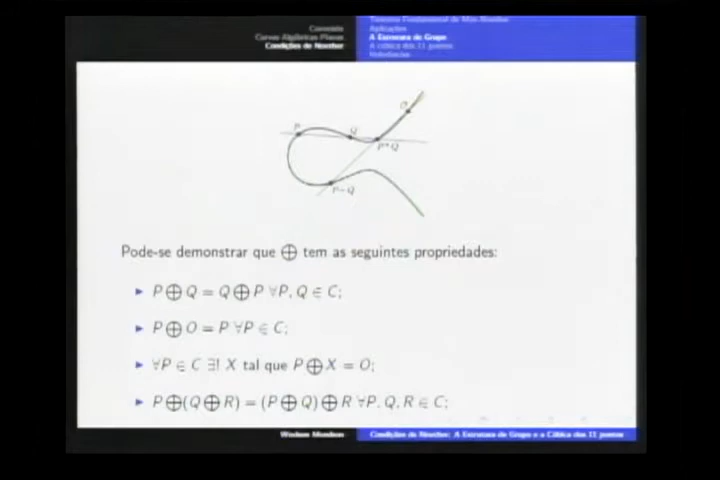 Conteúdo
Curvas Algébricas Planas
Condições de Noether
Teorema Fundamental de Max-Noether
Aplicações
A Estrutura de Grupo
A cúbica dos 11 pontos
Referências
O
P
Q
P*Q
Pode-se demonstrar que ⊕ tem as seguintes propriedades:
▶ P⊕Q = Q⊕P ∀P, Q ∈ C;
▶ P⊕O = P ∀P ∈ C;
▶ ∀P ∈ C ∃! X tal que P⊕X = O;
▶ P⊕(Q⊕R) = (P⊕Q)⊕R ∀P, Q, R ∈ C;
Condições de Noether: A Estrutura de Grupo e a Cúbica dos 11 pontos